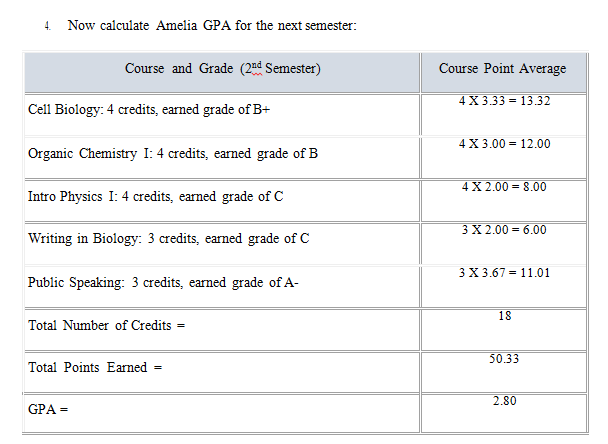 4. Now calculate Amelia GPA for the next semester:
Course and Grade (2nd Semester) Course Point Average
Cell Biology: 4 credits, earned grade of B+ 4 X 3.33 = 13.32
Organic Chemistry I: 4 credits, earned grade of B 4 X 3.00 = 12.00
Intro Physics I: 4 credits, earned grade of C 4 X 2.00 = 8.00
Writing in Biology: 3 credits, earned grade of C 3 X 2.00 = 6.00
Public Speaking: 3 credits, earned grade of A- 3 X 3.67 = 11.01
Total Number of Credits = 18
Total Points Earned = 50.33
GPA = 2.80